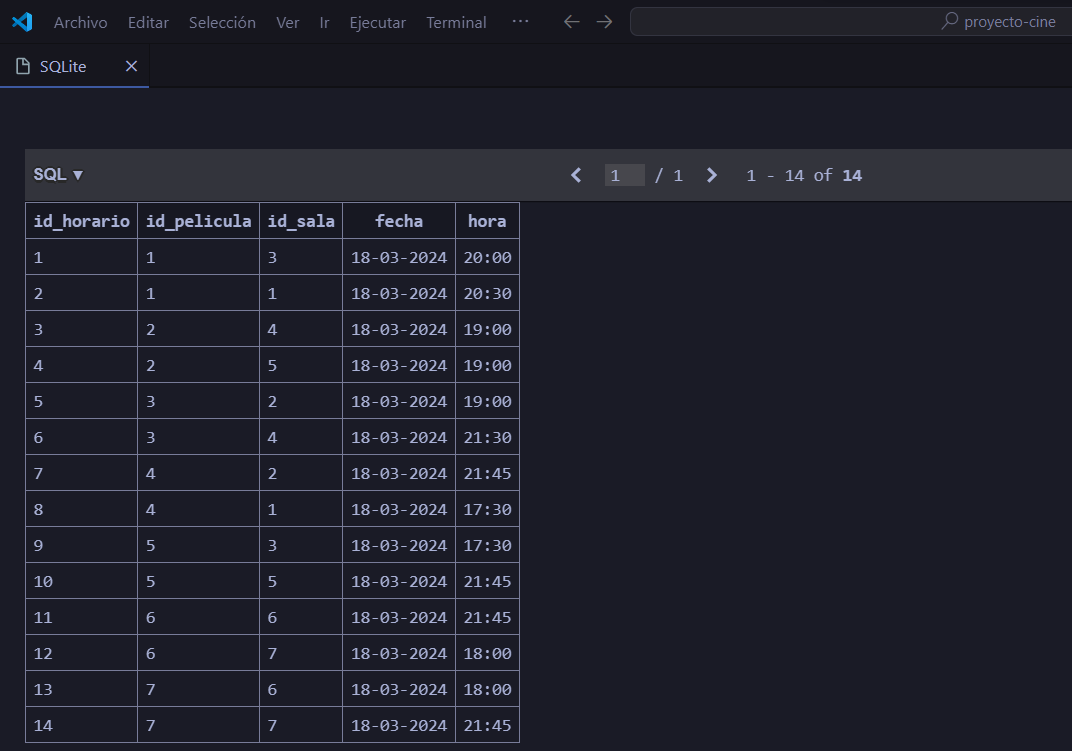 Archivo Editar Selección Ver Ir Ejecutar Terminal ··· proyecto-cine
SQLite
SQL ▼ 1 / 1 1 - 14 of 14
id_horario id_pelicula id_sala fecha hora
1 1 3 18-03-2024 20:00
2 1 1 18-03-2024 20:30
3 2 4 18-03-2024 19:00
4 2 5 18-03-2024 19:00
5 3 2 18-03-2024 19:00
6 3 4 18-03-2024 21:30
7 4 2 18-03-2024 21:45
8 4 1 18-03-2024 17:30
9 5 3 18-03-2024 17:30
10 5 5 18-03-2024 21:45
11 6 6 18-03-2024 21:45
12 6 7 18-03-2024 18:00
13 7 6 18-03-2024 18:00
14 7 7 18-03-2024 21:45